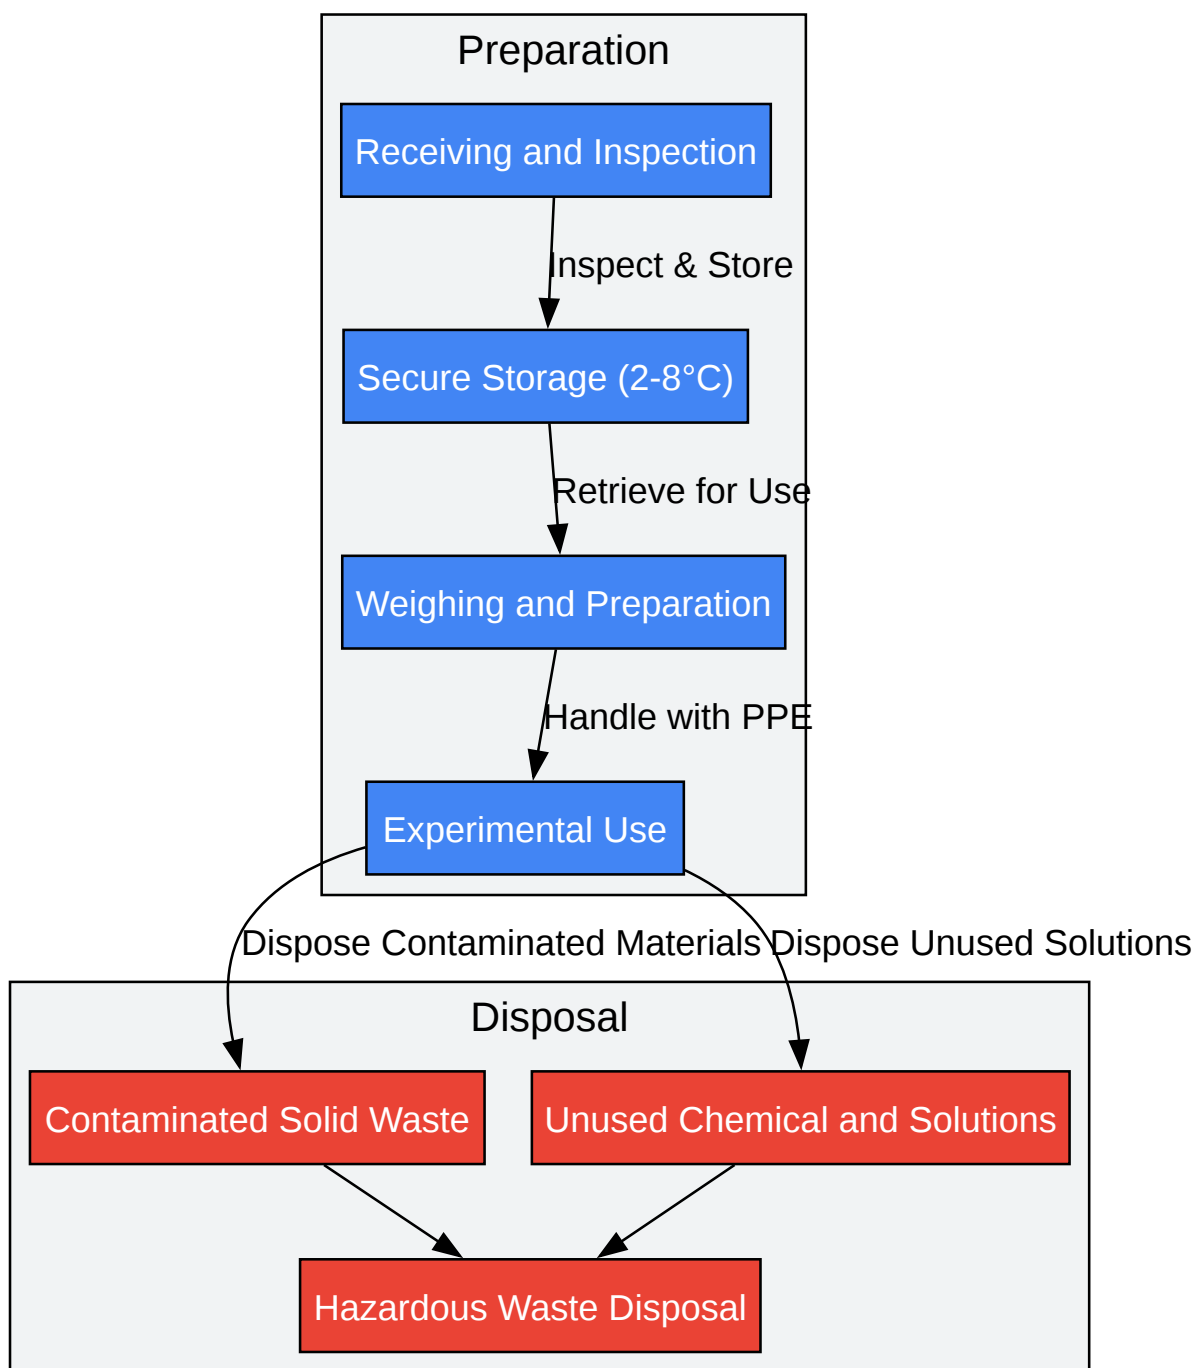 Preparation
Receiving and Inspection
Inspect & Store
Secure Storage (2-8°C)
Retrieve for Use
Weighing and Preparation
Handle with PPE
Experimental Use
Dispose Contaminated Materials
Dispose Unused Solutions
Disposal
Contaminated Solid Waste
Unused Chemical and Solutions
Hazardous Waste Disposal